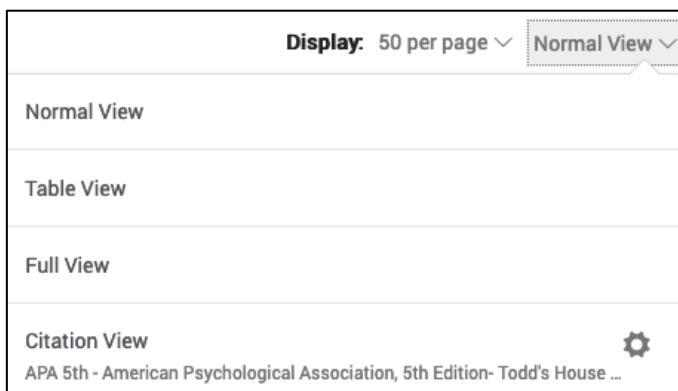 Display: 50 per page Normal View
Normal View
Table View
Full View
Citation View
APA 5th - American Psychological Association, 5th Edition- Todd's House ...